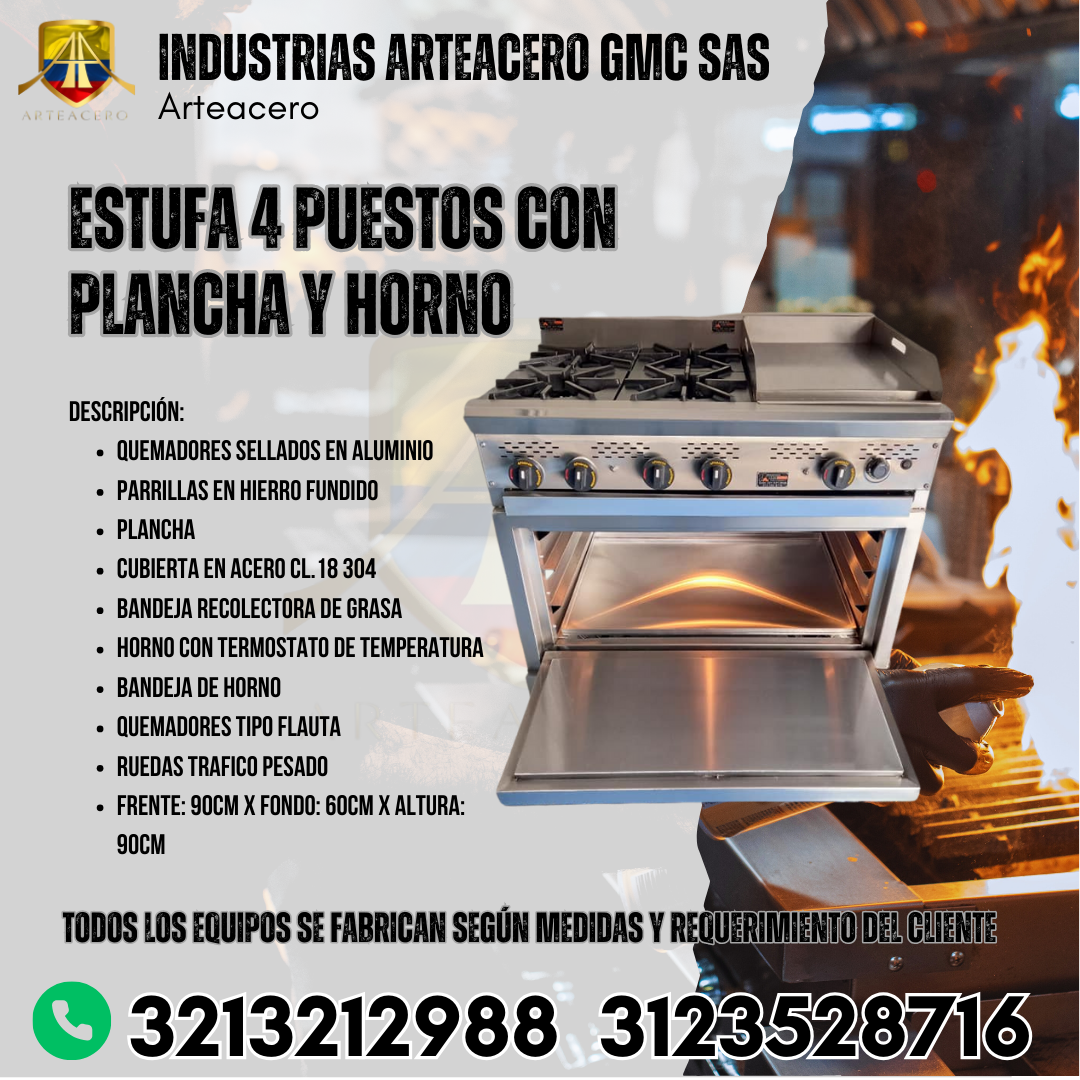 INDUSTRIAS ARTEACERO GMC SAS
Arteacero
ARTEACERO
ESTUFA 4 PUESTOS CON
PLANCHA Y HORNO
DESCRIPCIÓN:
• QUEMADORES SELLADOS EN ALUMINIO
• PARRILLAS EN HIERRO FUNDIDO
• PLANCHA
• CUBIERTA EN ACERO CL.18 304
• BANDEJA RECOLECTORA DE GRASA
• HORNO CON TERMOSTATO DE TEMPERATURA
• BANDEJA DE HORNO
• QUEMADORES TIPO FLAUTA
• RUEDAS TRAFICO PESADO
• FRENTE: 90CM X FONDO: 60CM X ALTURA:
90CM
TODOS LOS EQUIPOS SE FABRICAN SEGÚN MEDIDAS Y REQUERIMIENTO DEL CLIENTE
3213212988 3123528716